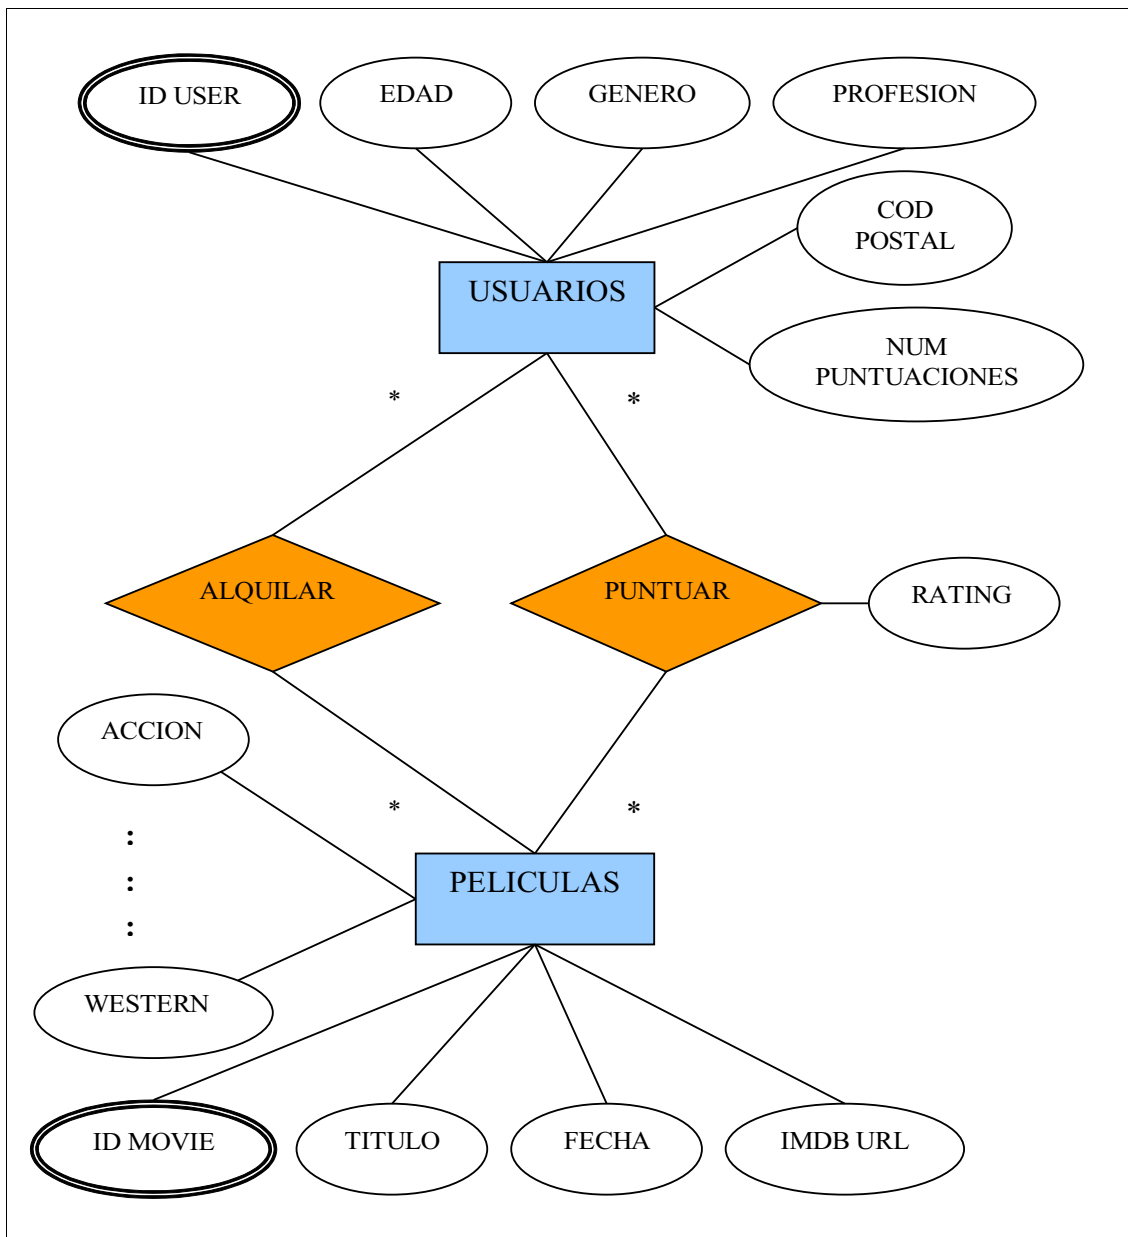 ID USER
EDAD
GENERO
PROFESION
COD
POSTAL
USUARIOS
NUM
PUNTUACIONES
*
*
ALQUILAR
PUNTUAR
RATING
ACCION
*
*
:
:
:
PELICULAS
WESTERN
ID MOVIE
TITULO
FECHA
IMDB URL